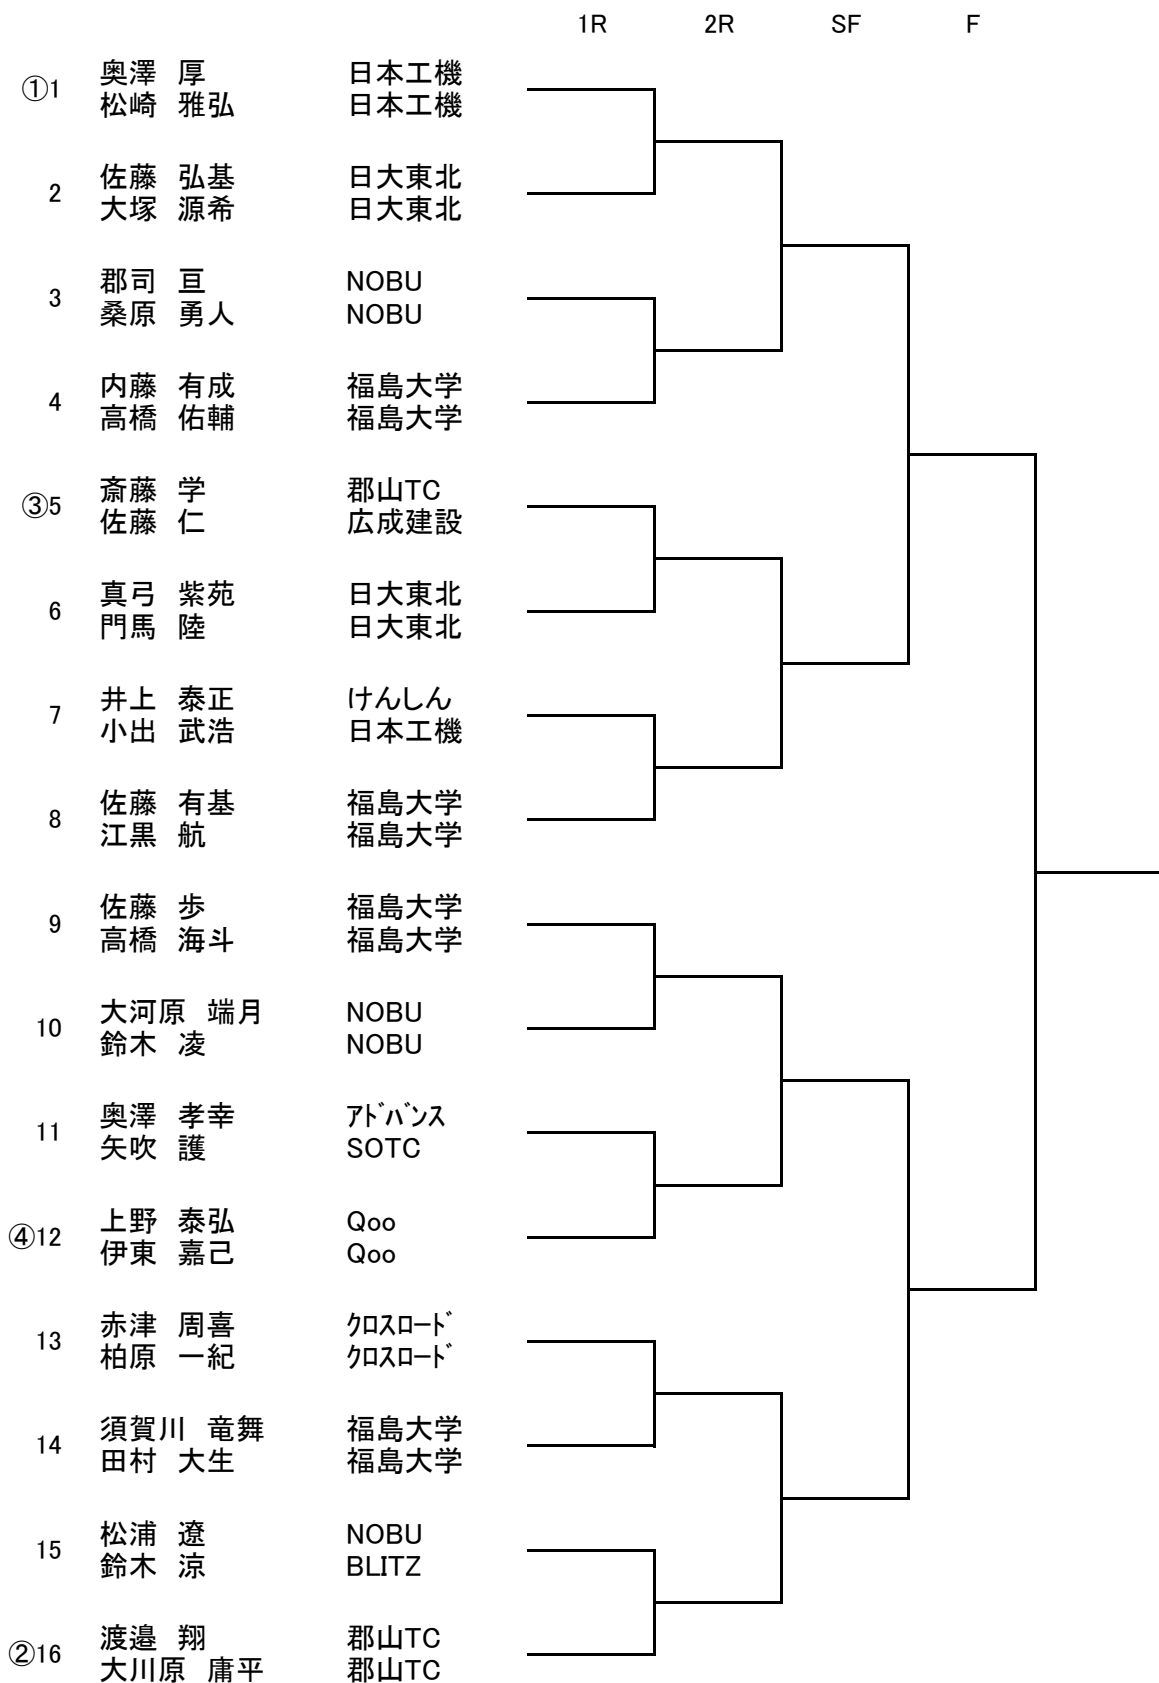 1R 2R SF F
①1 奥澤 厚 日本工機
松崎 雅弘 日本工機
2 佐藤 弘基 日大東北
大塚 源希 日大東北
3 郡司 亘 NOBU
桑原 勇人 NOBU
4 内藤 有成 福島大学
高橋 佑輔 福島大学
③5 斎藤 学 郡山TC
佐藤 仁 広成建設
6 真弓 紫苑 日大東北
門馬 陸 日大東北
7 井上 泰正 けんしん
小出 武浩 日本工機
8 佐藤 有基 福島大学
江黒 航 福島大学
9 佐藤 歩 福島大学
高橋 海斗 福島大学
10 大河原 端月 NOBU
鈴木 凌 NOBU
11 奥澤 孝幸 ｱﾄﾞﾊﾞﾝｽ
矢吹 護 SOTC
④12 上野 泰弘 Qoo
伊東 嘉己 Qoo
13 赤津 周喜 ｸﾛｽﾛｰﾄﾞ
柏原 一紀 ｸﾛｽﾛｰﾄﾞ
14 須賀川 竜舞 福島大学
田村 大生 福島大学
15 松浦 遼 NOBU
鈴木 涼 BLITZ
②16 渡邉 翔 郡山TC
大川原 庸平 郡山TC